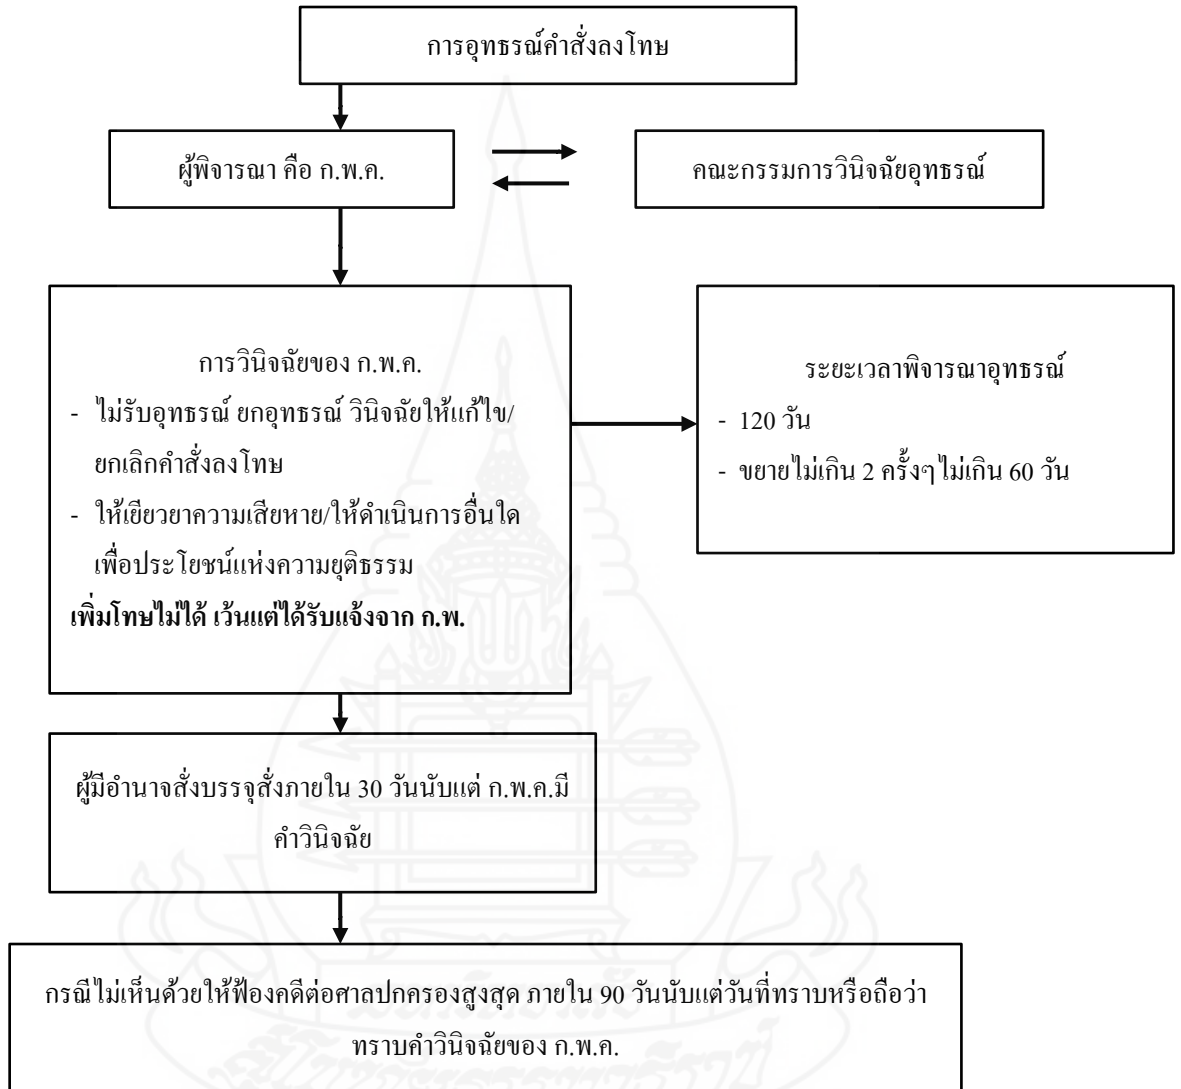 การอุทธรณ์คำสั่งลงโทษ
ผู้พิจารณา คือ ก.พ.ค.
คณะกรรมการวินิจฉัยอุทธรณ์
การวินิจฉัยของ ก.พ.ค.
- ไม่รับอุทธรณ์ ยกอุทธรณ์ วินิจฉัยให้แก้ไข/
ยกเลิกคำสั่งลงโทษ
- ให้เยียวยาความเสียหาย/ให้ดำเนินการอื่นใด
เพื่อประโยชน์แห่งความยุติธรรม
เพิ่มโทษไม่ได้ เว้นแต่ได้รับแจ้งจาก ก.พ.
ระยะเวลาพิจารณาอุทธรณ์
- 120 วัน
- ขยายไม่เกิน 2 ครั้งๆ ไม่เกิน 60 วัน
ผู้มีอำนาจสั่งบรรจุสั่งภายใน 30 วันนับแต่ ก.พ.ค.มี
คำวินิจฉัย
กรณีไม่เห็นด้วยให้ฟ้องคดีต่อศาลปกครองสูงสุด ภายใน 90 วันนับแต่วันที่ทราบหรือถือว่า
ทราบคำวินิจฉัยของ ก.พ.ค.